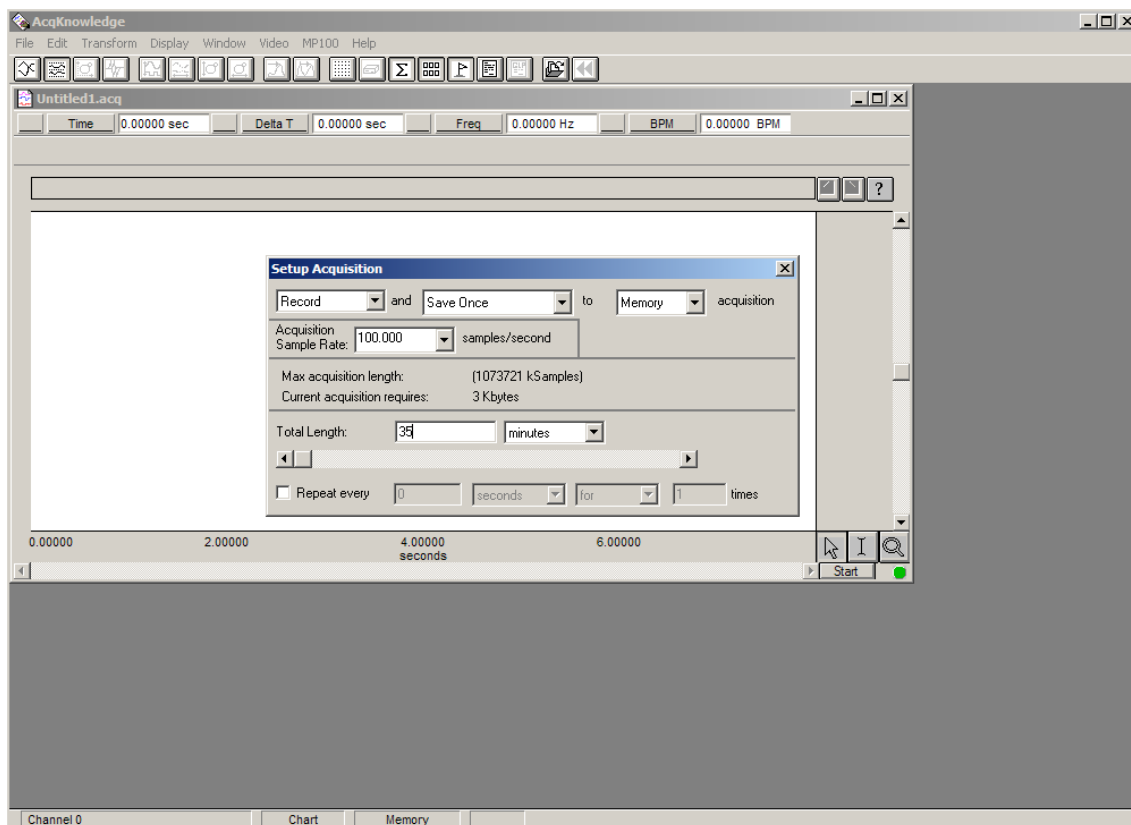 AcqKnowledge
File Edit Transform Display Window Video MP100 Help
Untitled1.acq
Time 0.00000 sec Delta T 0.00000 sec Freq 0.00000 Hz BPM 0.00000 BPM
?
Setup Acquisition
Record and Save Once to Memory acquisition
Acquisition
Sample Rate: 100.000 samples/second
Max acquisition length: (1073721 kSamples)
Current acquisition requires: 3 Kbytes
Total Length: 35 minutes
Repeat every 0 seconds for 1 times
0.00000 2.00000 4.00000 6.00000
seconds
Start
Channel 0 Chart Memory